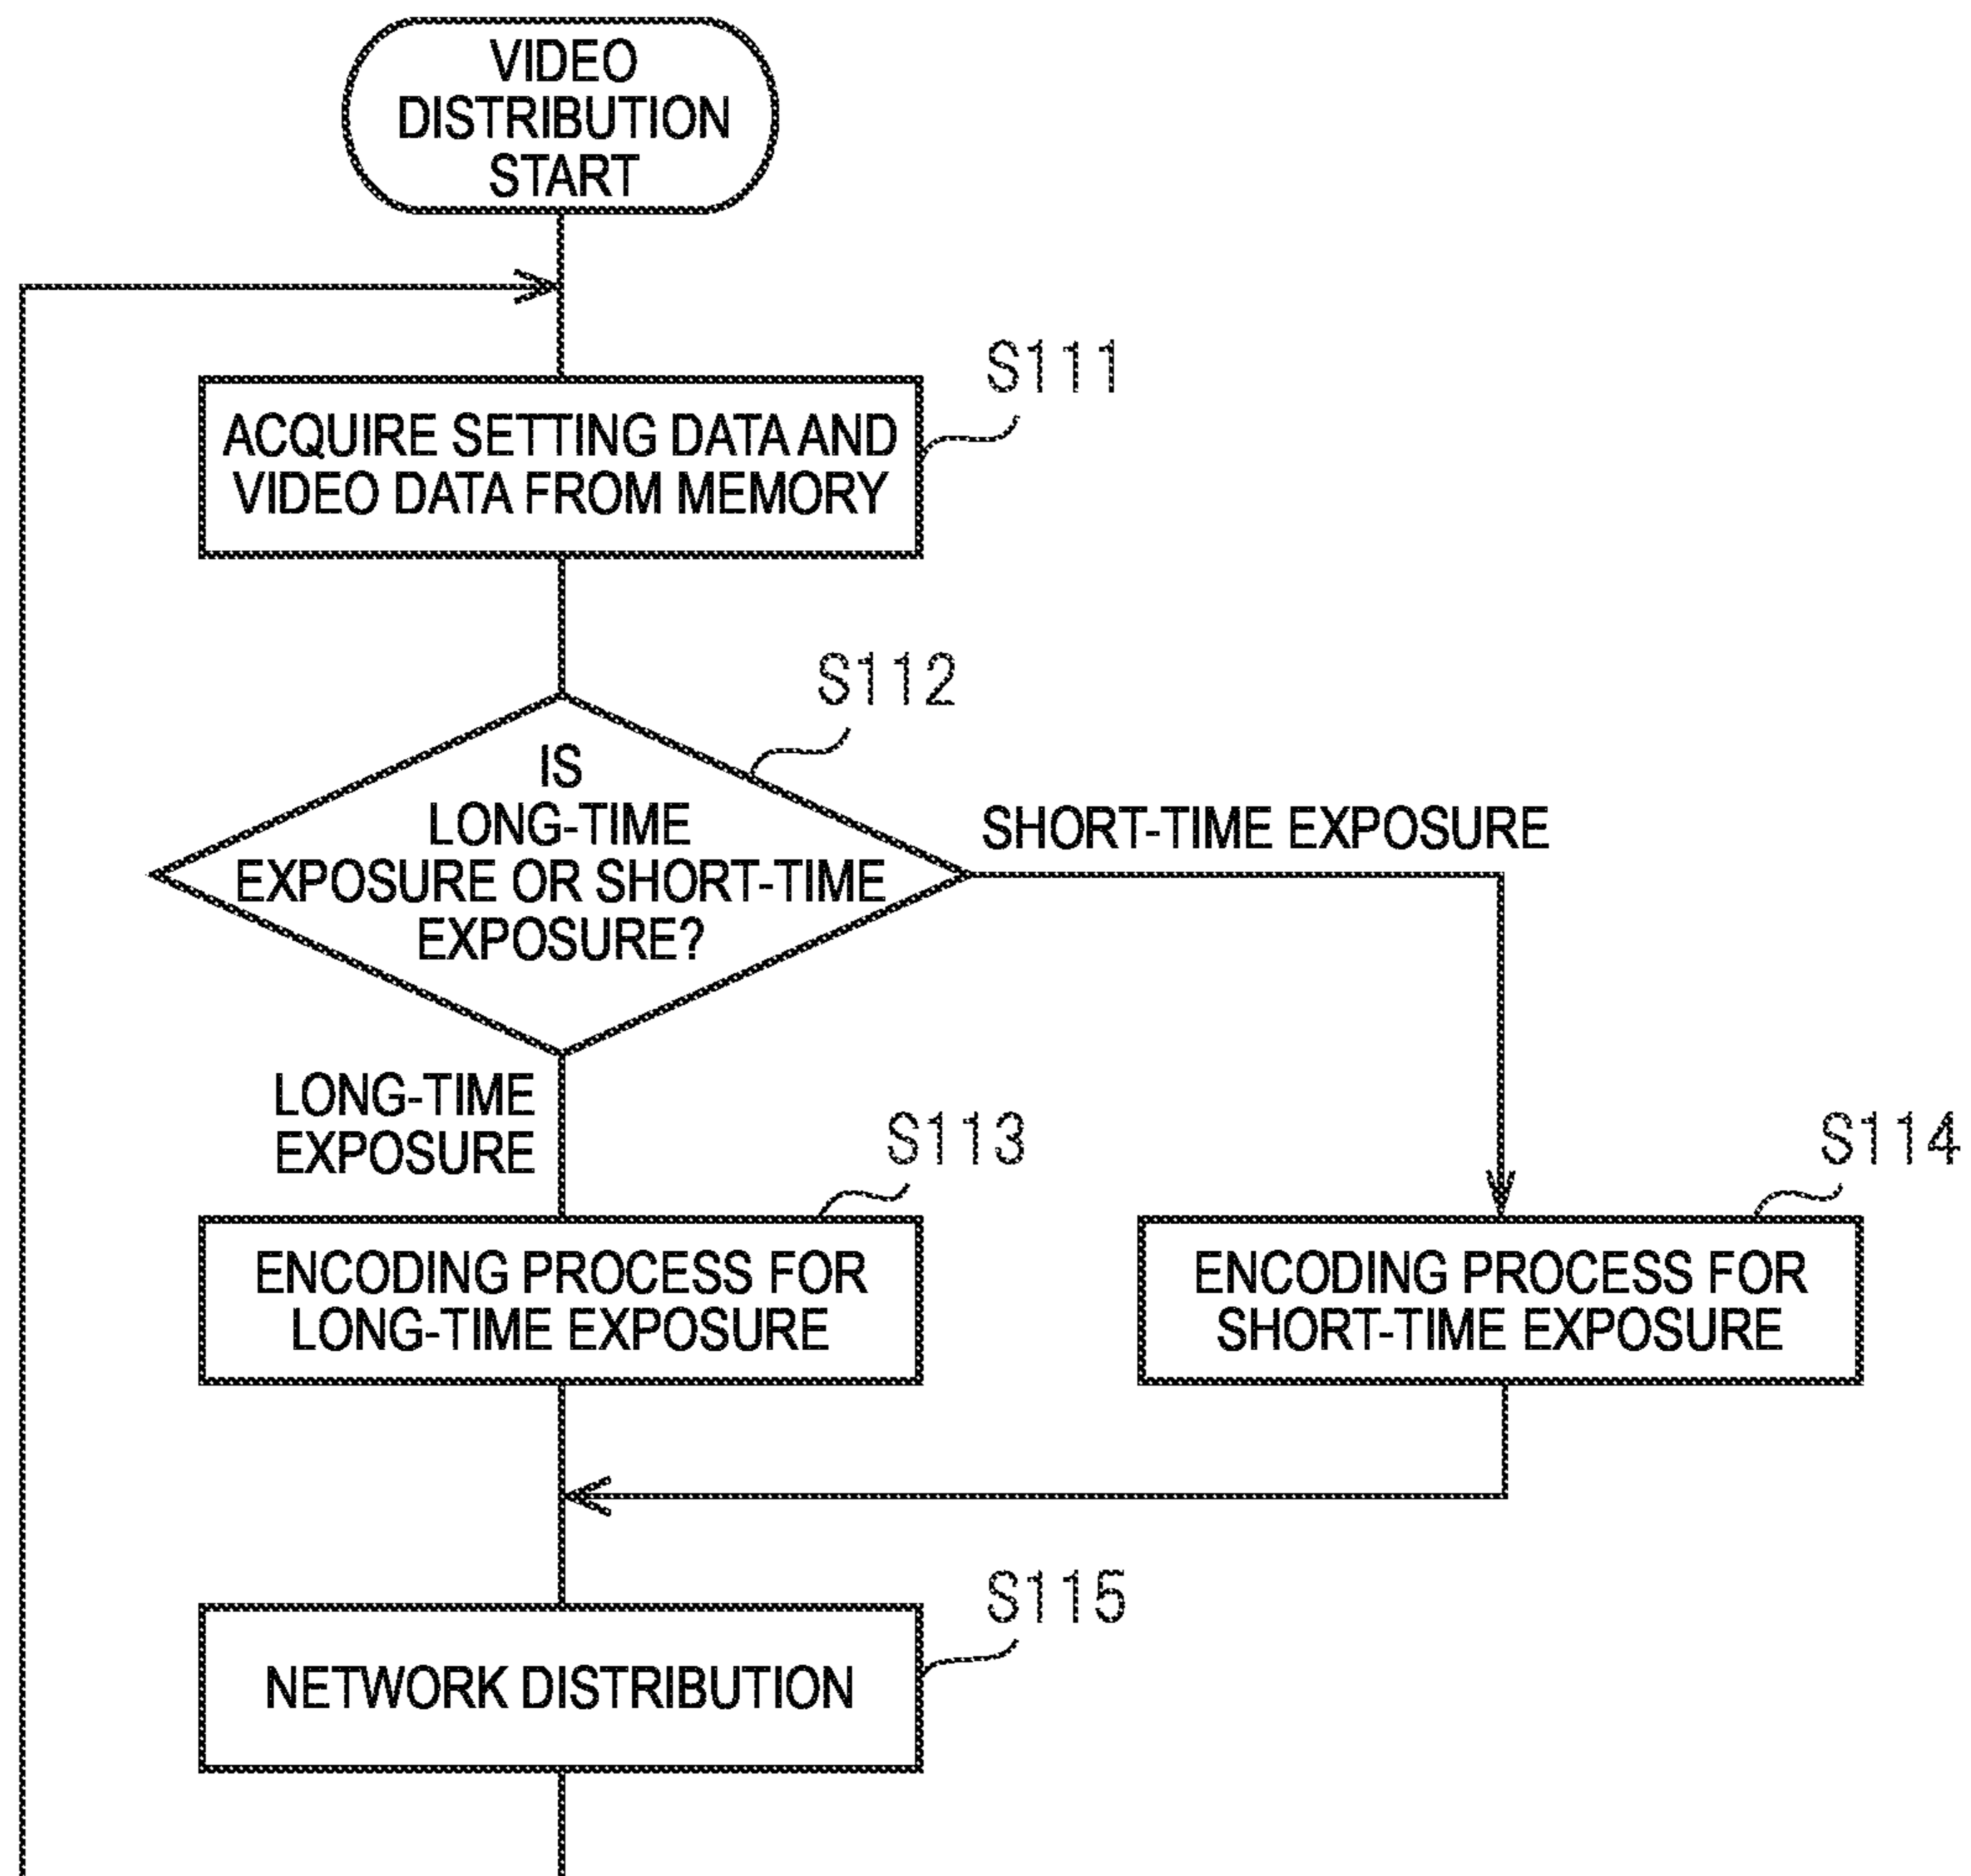 VIDEO
DISTRIBUTION
START
S111
ACQUIRE SETTING DATA AND
VIDEO DATA FROM MEMORY
S112
IS
LONG-TIME
EXPOSURE OR SHORT-TIME
EXPOSURE?
SHORT-TIME EXPOSURE
LONG-TIME
EXPOSURE
S113
ENCODING PROCESS FOR
LONG-TIME EXPOSURE
S114
ENCODING PROCESS FOR
SHORT-TIME EXPOSURE
S115
NETWORK DISTRIBUTION